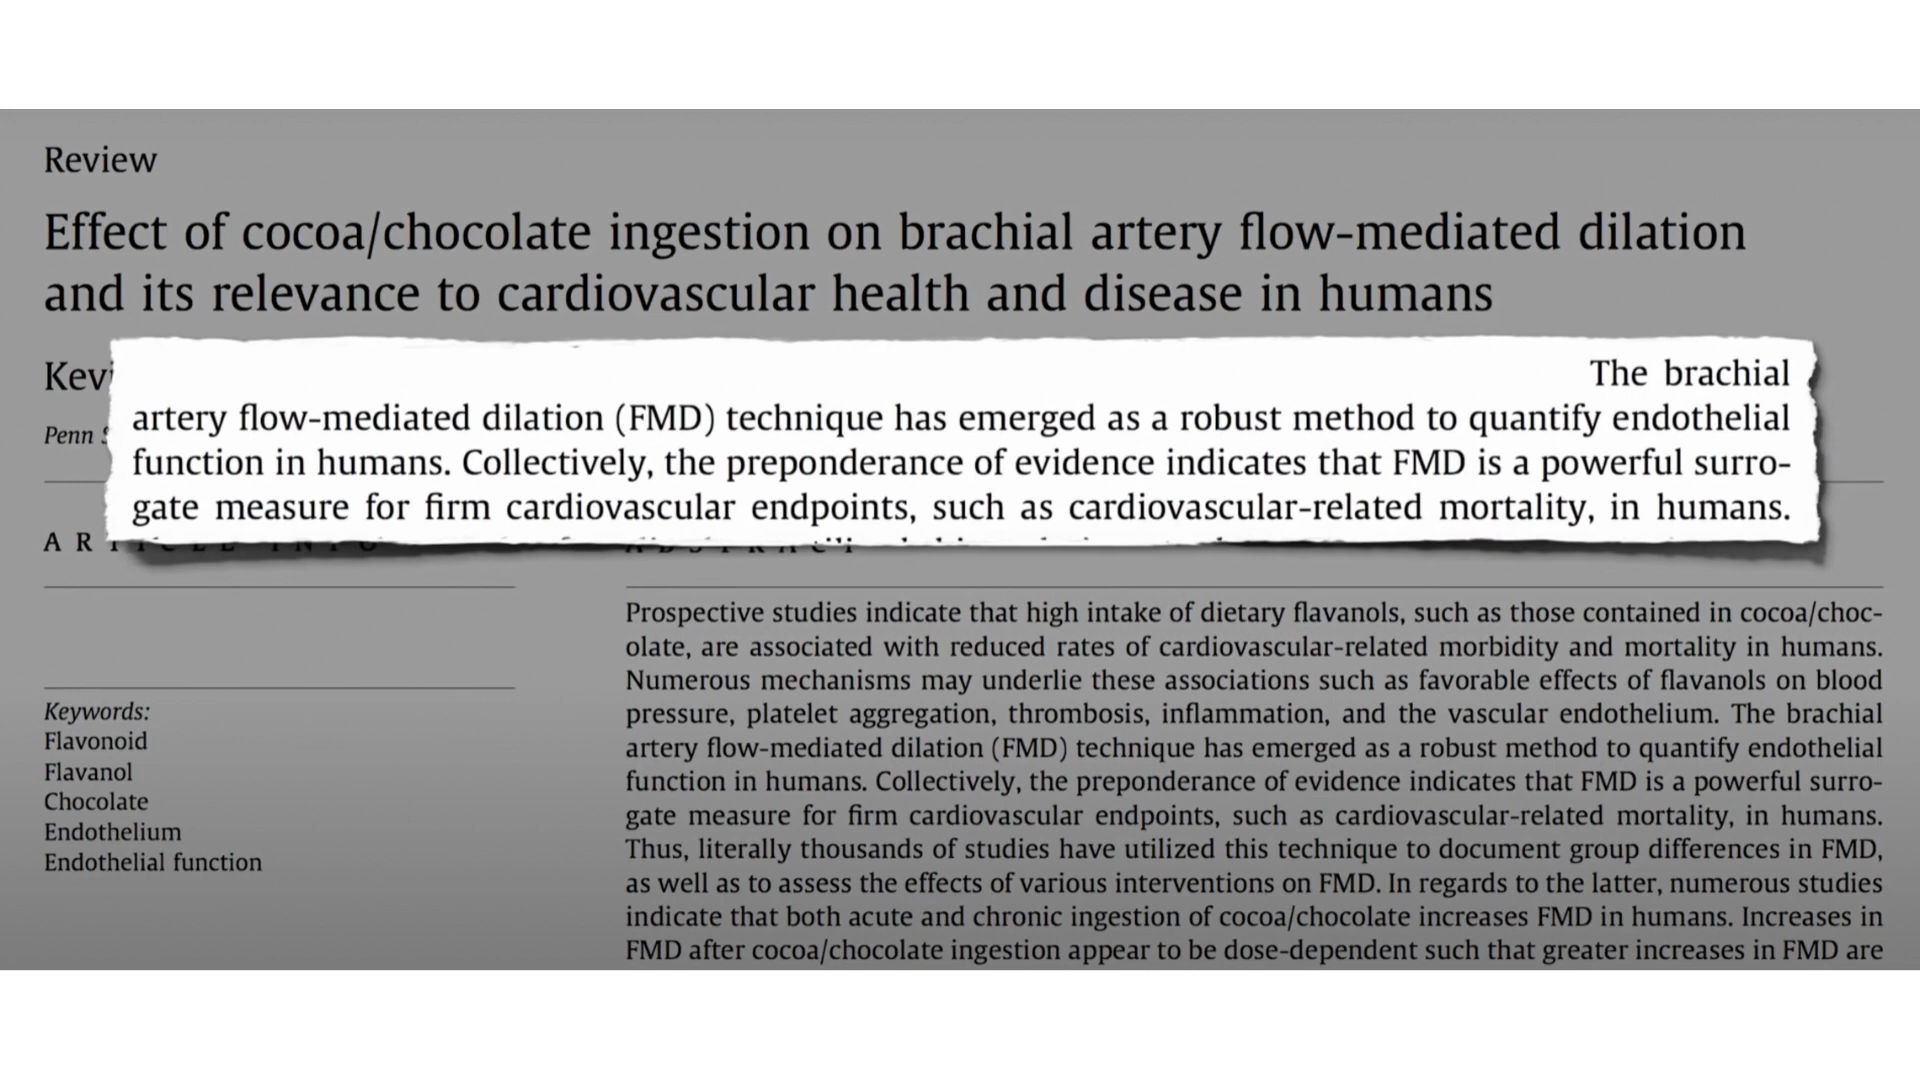 Review
Effect of cocoa/chocolate ingestion on brachial artery flow-mediated dilation
and its relevance to cardiovascular health and disease in humans
The brachial
artery flow-mediated dilation (FMD) technique has emerged as a robust method to quantify endothelial
function in humans. Collectively, the preponderance of evidence indicates that FMD is a powerful surro-
gate measure for firm cardiovascular endpoints, such as cardiovascular-related mortality, in humans.
Penn
Keywords:
Flavonoid
Flavanol
Chocolate
Endothelium
Endothelial function
Prospective studies indicate that high intake of dietary flavanols, such as those contained in cocoa/choc-
olate, are associated with reduced rates of cardiovascular-related morbidity and mortality in humans.
Numerous mechanisms may underlie these associations such as favorable effects of flavanols on blood
pressure, platelet aggregation, thrombosis, inflammation, and the vascular endothelium. The brachial
artery flow-mediated dilation (FMD) technique has emerged as a robust method to quantify endothelial
function in humans. Collectively, the preponderance of evidence indicates that FMD is a powerful surro-
gate measure for firm cardiovascular endpoints, such as cardiovascular-related mortality, in humans.
Thus, literally thousands of studies have utilized this technique to document group differences in FMD,
as well as to assess the effects of various interventions on FMD. In regards to the latter, numerous studies
indicate that both acute and chronic ingestion of cocoa/chocolate increases FMD in humans. Increases in
FMD after cocoa/chocolate ingestion appear to be dose-dependent such that greater increases in FMD are